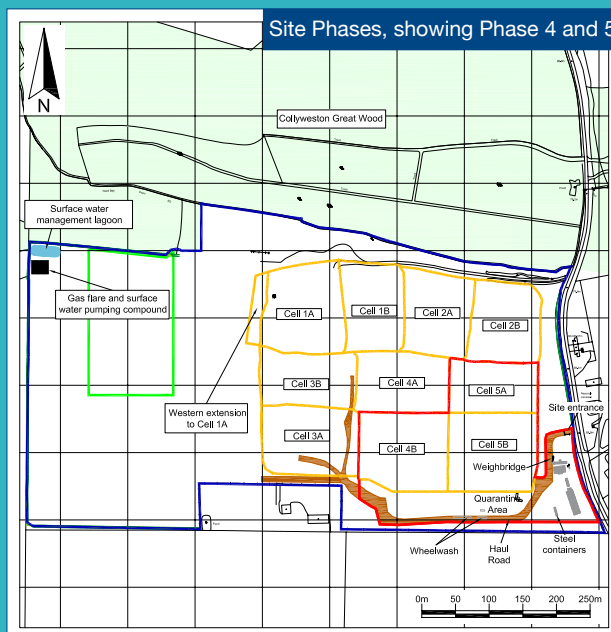 Site Phases, showing Phase 4 and 5
N
Collyweston Great Wood
Surface water
management lagoon
Gas flare and surface
water pumping compound
Cell 1A
Cell 1B
Cell 2A
Cell 2B
Cell 3B
Cell 4A
Cell 5A
Western extension
to Cell 1A
Site entrance
Cell 3A
Cell 4B
Cell 5B
Weighbridge
Quarantine
Area
Wheelwash
Haul
Road
Steel
containers
0m 50 100 150 200 250m